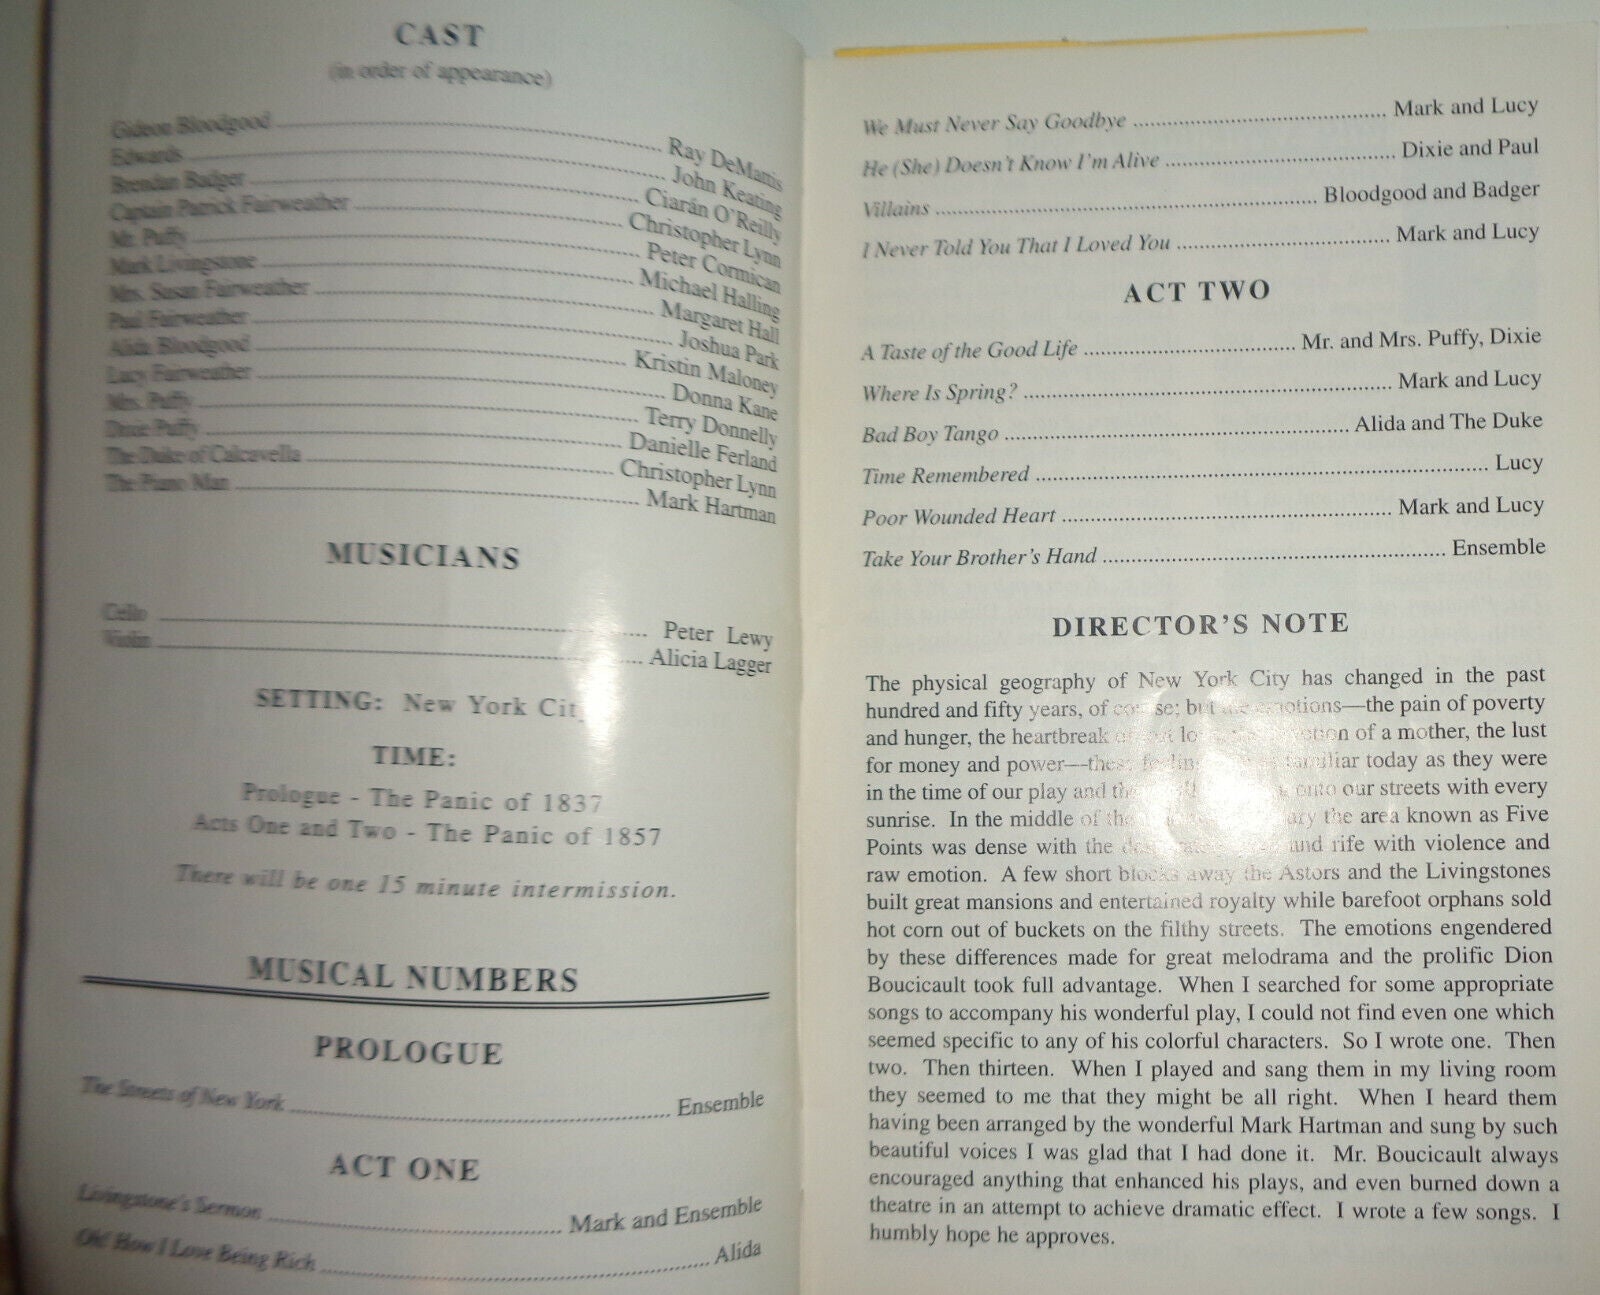 CAST
(in order of appearance)
Gideon Bloodgood ........ Ray DeMattis
Edwards ........ John Keating
Brendan Badger ........ Ciarán O'Reilly
Captain Patrick Fairweather ........ Christopher Lynn
Mr. Puffy ........ Peter Cormican
Mark Livingstone ........ Michael Halling
Mrs. Susan Fairweather ........ Margaret Hall
Paul Fairweather ........ Joshua Park
Alida Bloodgood ........ Kristin Maloney
Lucy Fairweather ........ Donna Kane
Mrs. Puffy ........ Terry Donnelly
Dixie Puffy ........ Danielle Ferland
The Duke of Calcavella ........ Christopher Lynn
The Piano Man ........ Mark Hartman
MUSICIANS
Cello ........ Peter Lewy
Violin ........ Alicia Lagger
SETTING: New York City
TIME:
Prologue - The Panic of 1837
Acts One and Two - The Panic of 1857
There will be one 15 minute intermission.
MUSICAL NUMBERS
PROLOGUE
The Streets of New York ........ Ensemble
ACT ONE
Livingstone's Sermon ........ Mark and Ensemble
Oh! How I Love Being Rich ........ Alida
We Must Never Say Goodbye ........ Mark and Lucy
He (She) Doesn't Know I'm Alive ........ Dixie and Paul
Villains ........ Bloodgood and Badger
I Never Told You That I Loved You ........ Mark and Lucy
ACT TWO
A Taste of the Good Life ........ Mr. and Mrs. Puffy, Dixie
Where Is Spring? ........ Mark and Lucy
Bad Boy Tango ........ Alida and The Duke
Time Remembered ........ Lucy
Poor Wounded Heart ........ Mark and Lucy
Take Your Brother's Hand ........ Ensemble
DIRECTOR'S NOTE
The physical geography of New York City has changed in the past
hundred and fifty years, of course; but the emotions—the pain of poverty
and hunger, the heartbreak of a mother, the lust
for money and power—these familiar today as they were
in the time of our play and onto our streets with every
sunrise. In the middle of the the area known as Five
Points was dense with the and rife with violence and
raw emotion. A few short blocks away the Astors and the Livingstones
built great mansions and entertained royalty while barefoot orphans sold
hot corn out of buckets on the filthy streets. The emotions engendered
by these differences made for great melodrama and the prolific Dion
Boucicault took full advantage. When I searched for some appropriate
songs to accompany his wonderful play, I could not find even one which
seemed specific to any of his colorful characters. So I wrote one. Then
two. Then thirteen. When I played and sang them in my living room
they seemed to me that they might be all right. When I heard them
having been arranged by the wonderful Mark Hartman and sung by such
beautiful voices I was glad that I had done it. Mr. Boucicault always
encouraged anything that enhanced his plays, and even burned down a
theatre in an attempt to achieve dramatic effect. I wrote a few songs. I
humbly hope he approves.